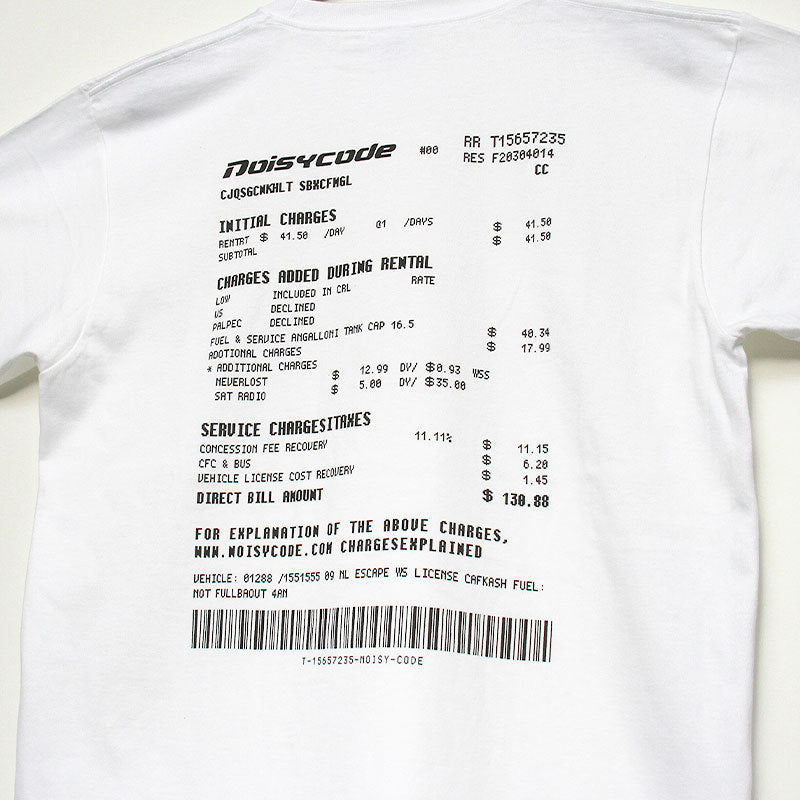 NOISYCODE #00 RR T15657235
RES F20304014
CJQSGCNKHLT SBXCFMGL CC
INITIAL CHARGES
RENTRT $ 41.50 /DAY @1 /DAYS $ 41.50
SUBTOTAL $ 41.50
CHARGES ADDED DURING RENTAL
LOW INCLUDED IN CRL RATE
US DECLINED
PALPEC DECLINED
FUEL & SERVICE ANGALLONI TANK CAP 16.5 $ 40.34
ADOTIONAL CHARGES $ 17.99
* ADDITIONAL CHARGES $ 12.99 DY/ $0.93 WSS
NEVERLOST $ 5.00 DY/ $35.00
SAT RADIO
SERVICE CHARGESITAXES
CONCESSION FEE RECOVERY 11.11% $ 11.15
CFC & BUS $ 6.20
VEHICLE LICENSE COST RECOVERY $ 1.45
DIRECT BILL AMOUNT $ 130.88
FOR EXPLANATION OF THE ABOVE CHARGES,
WWW.NOISYCODE.COM CHARGESEXPLAINED
VEHICLE: 01288 /1551555 09 NL ESCAPE WS LICENSE CAFKASH FUEL:
NOT FULLBAOUT 4AN
T-15657235-NOISY-CODE